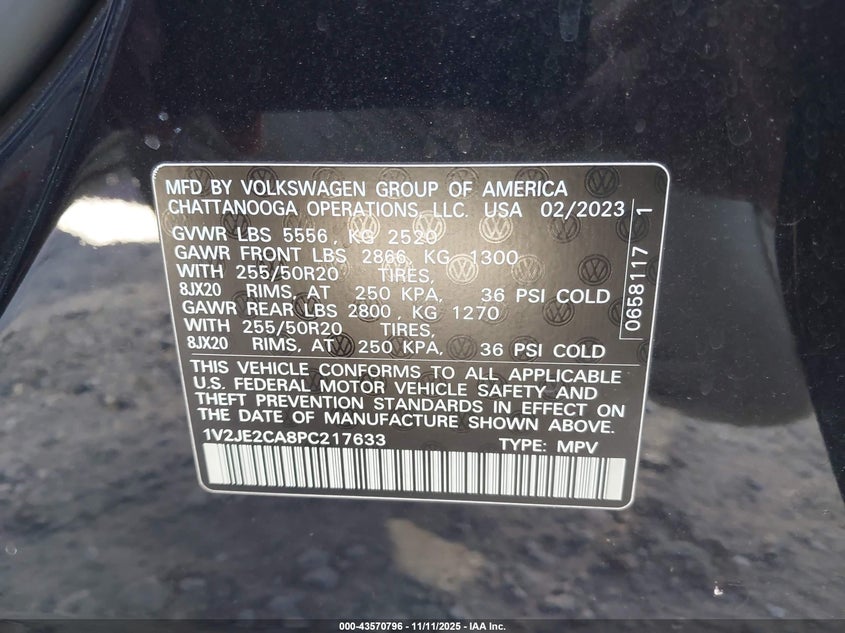 MFD BY VOLKSWAGEN GROUP OF AMERICA
CHATTANOOGA OPERATIONS, LLC. USA 02/2023
GVWR LBS 5556, KG 2520
GAWR FRONT LBS 2866, KG 1300
WITH 255/50R20 TIRES,
8JX20 RIMS, AT 250 KPA, 36 PSI COLD
GAWR REAR LBS 2800, KG 1270
WITH 255/50R20 TIRES,
8JX20 RIMS, AT 250 KPA, 36 PSI COLD
THIS VEHICLE CONFORMS TO ALL APPLICABLE
U.S. FEDERAL MOTOR VEHICLE SAFETY AND
THEFT PREVENTION STANDARDS IN EFFECT ON
THE DATE OF MANUFACTURE SHOWN ABOVE.
1V2JE2CA8PC217633 TYPE: MPV
0658117 1
000-43570796 - 11/11/2025 - IAA Inc.